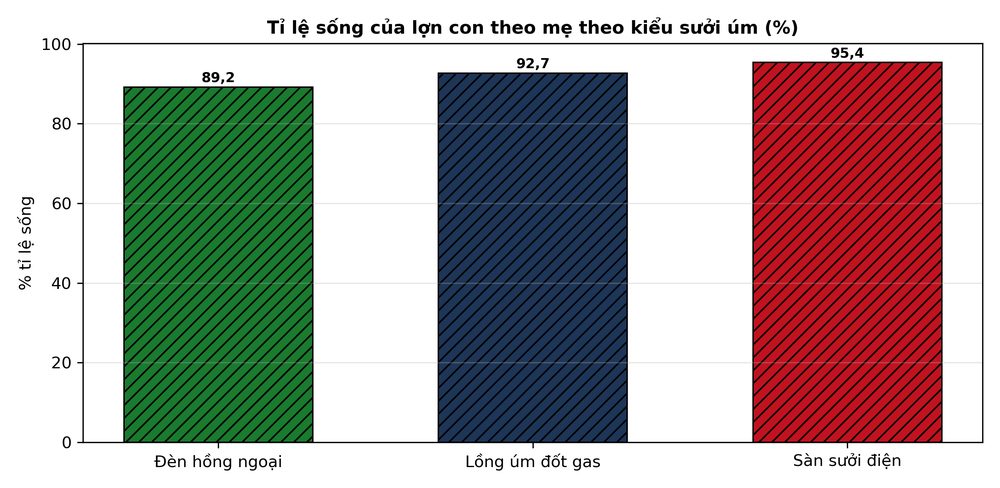 Tỉ lệ sống của lợn con theo mẹ theo kiểu sưởi úm (%)
% tỉ lệ sống
100
80
60
40
20
0
89,2
92,7
95,4
Đèn hồng ngoại
Lồng úm đốt gas
Sàn sưởi điện